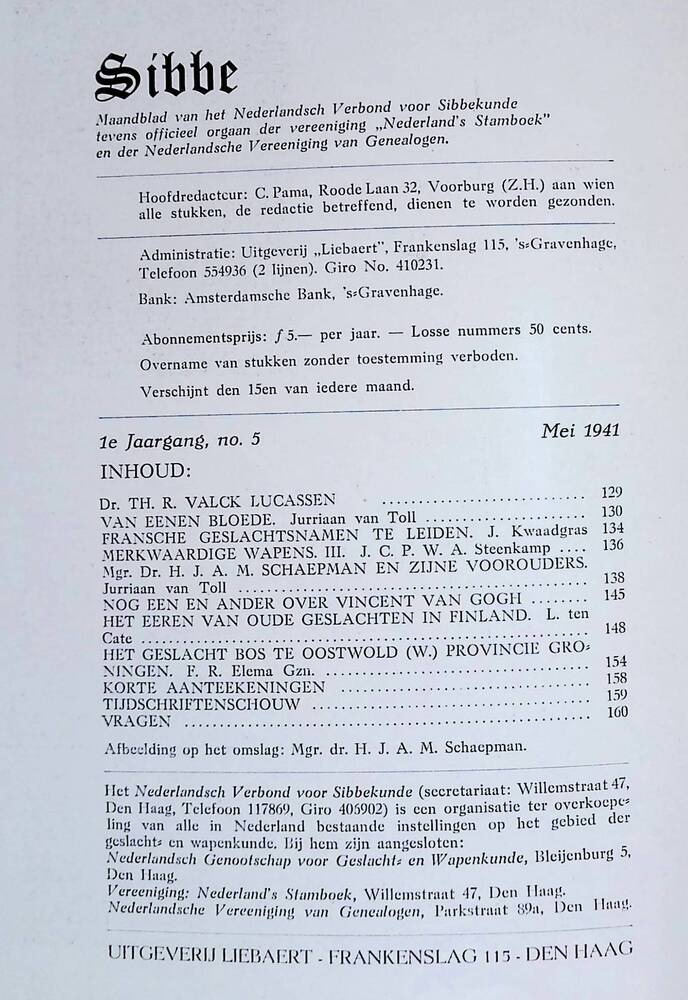 Sibbe
Maandblad van het Nederlandsch Verbond voor Sibbekunde
tevens officieel orgaan der vereeniging „Nederland's Stamboek"
en der Nederlandsche Vereeniging van Genealogen.
Hoofdredacteur: C. Pama, Roode Laan 32, Voorburg (Z.H.) aan wien
alle stukken, de redactie betreffend, dienen te worden gezonden.
Administratie: Uitgeverij „Liebaert", Frankenslag 115, 's=Gravenhage,
Telefoon 554936 (2 lijnen). Giro No. 410231.
Bank: Amsterdamsche Bank, 's=Gravenhage.
Abonnementsprijs: f 5.— per jaar. — Losse nummers 50 cents.
Overname van stukken zonder toestemming verboden.
Verschijnt den 15en van iedere maand.
1e Jaargang, no. 5 Mei 1941
INHOUD:
Dr. TH. R. VALCK LUCASSEN .......................... 129
VAN EENEN BLOEDE. Jurriaan van Toll .................... 130
FRANSCHE GESLACHTSNAMEN TE LEIDEN. J. Kwaadgras 134
MERKWAARDIGE WAPENS. III. J. C. P. W. A. Steenkamp .... 136
Mgr. Dr. H. J. A. M. SCHAEPMAN EN ZIJNE VOOROUDERS.
Jurriaan van Toll ............................................ 138
NOG EEN EN ANDER OVER VINCENT VAN GOGH ........ 145
HET EEREN VAN OUDE GESLACHTEN IN FINLAND. L. ten
Cate ........................................................ 148
HET GESLACHT BOS TE OOSTWOLD (W.) PROVINCIE GRO=
NINGEN. F. R. Elema Gzn. .................................. 154
KORTE AANTEEKENINGEN ................................ 158
TIJDSCHRIFTENSCHOUW .................................... 159
VRAGEN .................................................... 160
Afbeelding op het omslag: Mgr. dr. H. J. A. M. Schaepman.
Het Nederlandsch Verbond voor Sibbekunde (secretariaat: Willemstraat 47,
Den Haag, Telefoon 117869, Giro 406902) is een organisatie ter overkoepe=
ling van alle in Nederland bestaande instellingen op het gebied der
geslacht= en wapenkunde. Bij hem zijn aangesloten:
Nederlandsch Genootschap voor Geslacht= en Wapenkunde, Bleijenburg 5,
Den Haag.
Vereeniging: Nederland's Stamboek, Willemstraat 47, Den Haag.
Nederlandsche Vereeniging van Genealogen, Parkstraat 89a, Den Haag.
UITGEVERIJ LIEBAERT - FRANKENSLAG 115 - DEN HAAG